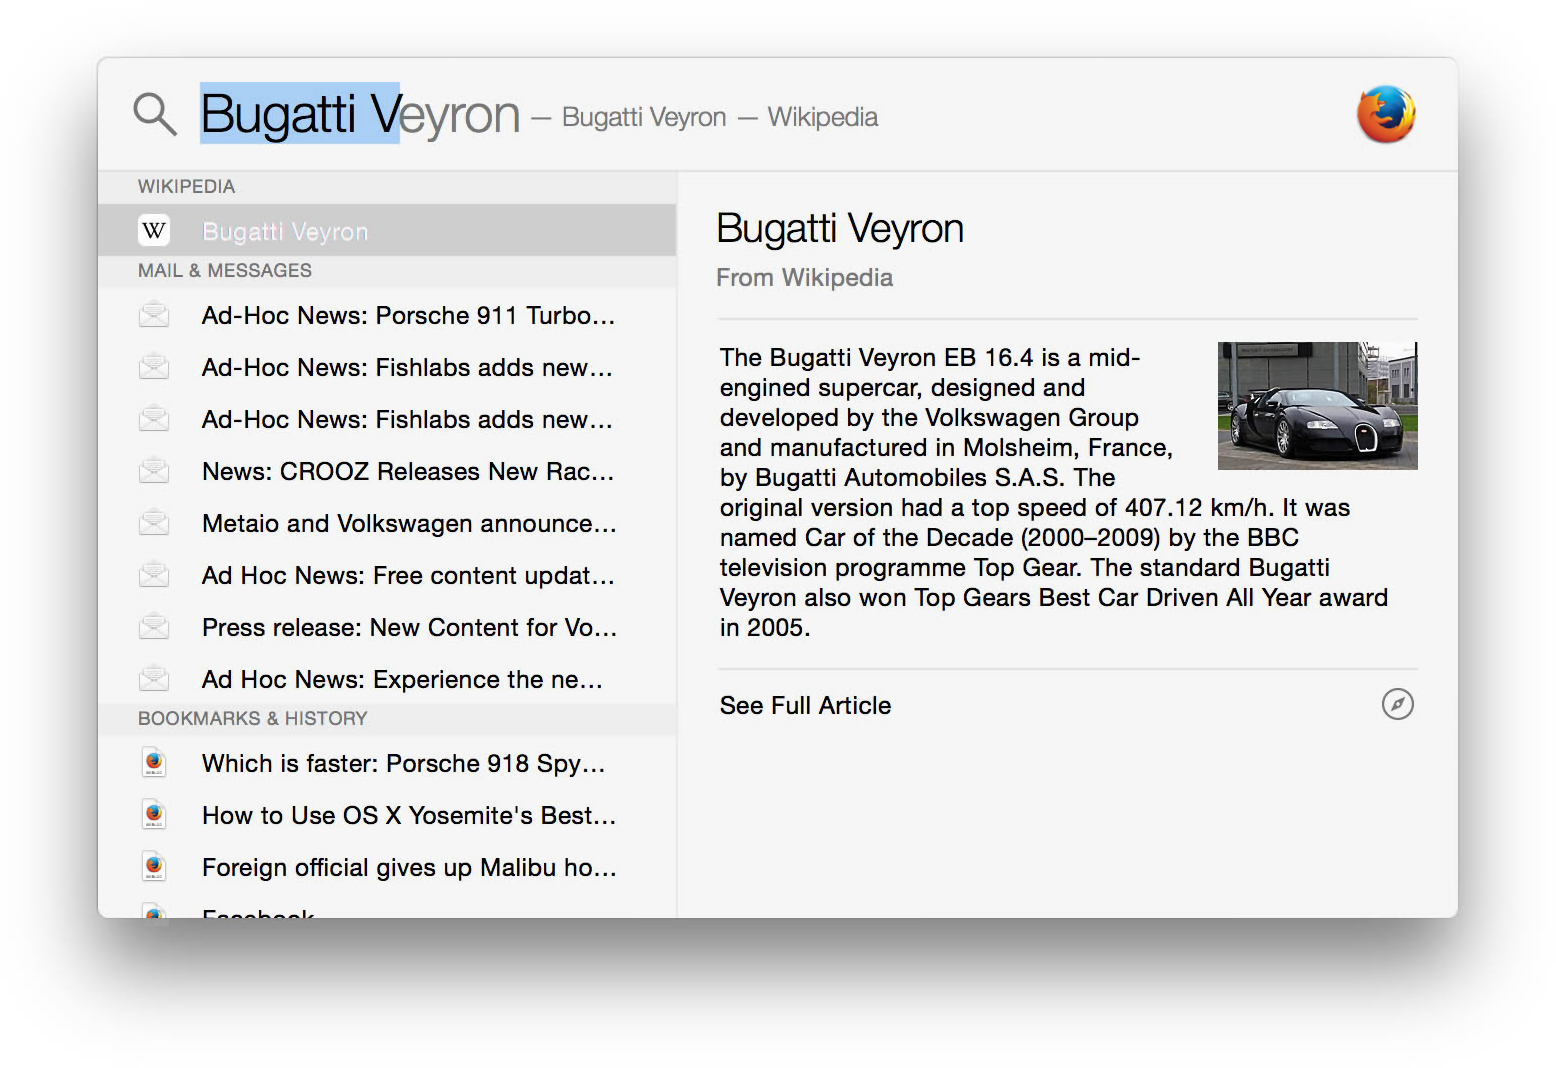 Bugatti Veyron — Bugatti Veyron — Wikipedia
WIKIPEDIA
W Bugatti Veyron
MAIL & MESSAGES
Ad-Hoc News: Porsche 911 Turbo...
Ad-Hoc News: Fishlabs adds new...
Ad-Hoc News: Fishlabs adds new...
News: CROOZ Releases New Rac...
Metaio and Volkswagen announce...
Ad Hoc News: Free content updat...
Press release: New Content for Vo...
Ad Hoc News: Experience the ne...
BOOKMARKS & HISTORY
Which is faster: Porsche 918 Spy...
How to Use OS X Yosemite's Best...
Foreign official gives up Malibu ho...
Facebook
Bugatti Veyron
From Wikipedia
The Bugatti Veyron EB 16.4 is a mid-
engined supercar, designed and
developed by the Volkswagen Group
and manufactured in Molsheim, France,
by Bugatti Automobiles S.A.S. The
original version had a top speed of 407.12 km/h. It was
named Car of the Decade (2000–2009) by the BBC
television programme Top Gear. The standard Bugatti
Veyron also won Top Gears Best Car Driven All Year award
in 2005.
See Full Article